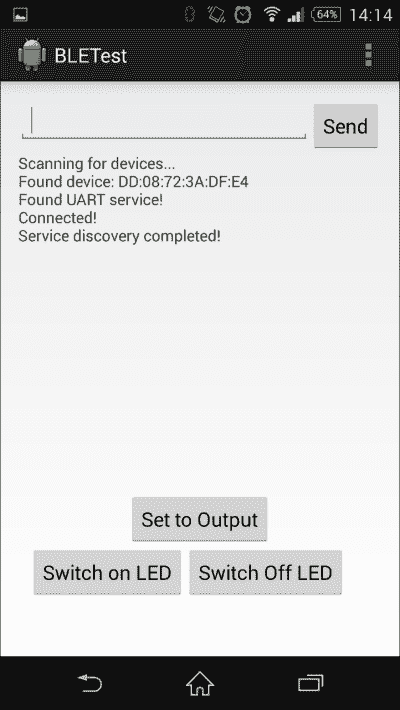 64% 14:14
BLETest
Send
Scanning for devices...
Found device: DD:08:72:3A:DF:E4
Found UART service!
Connected!
Service discovery completed!
Set to Output
Switch on LED Switch Off LED